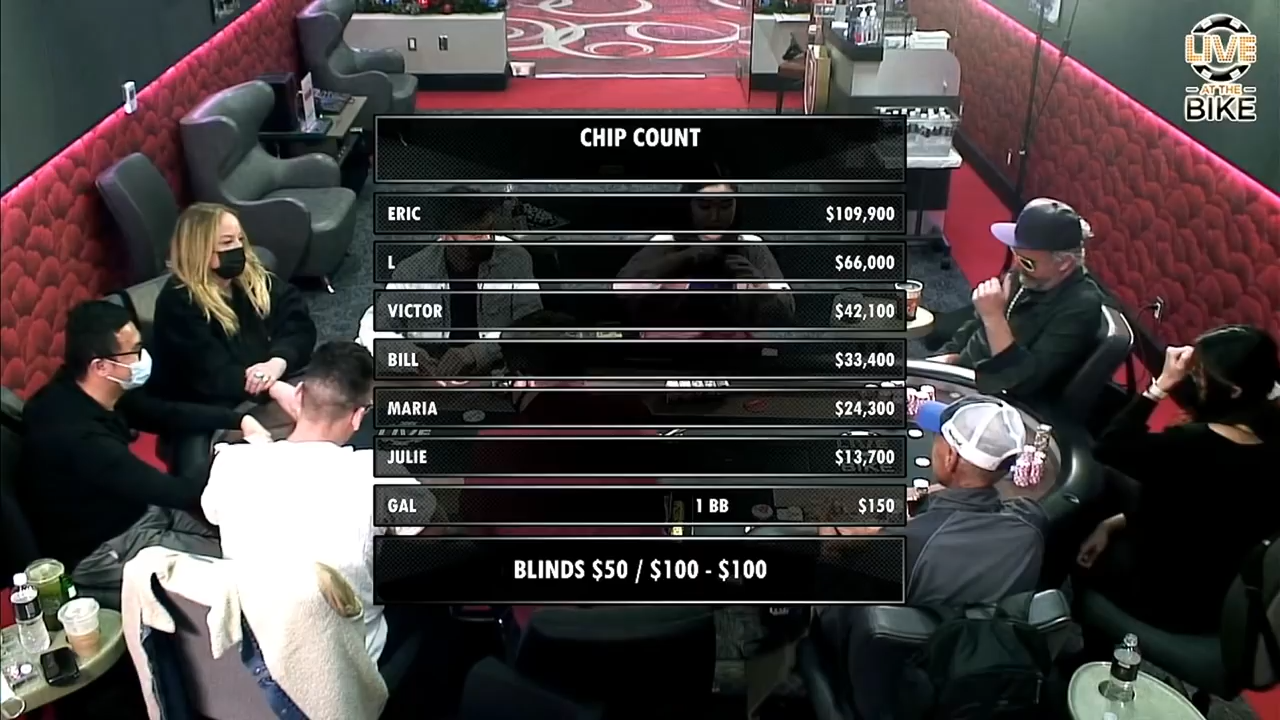 LIVE
AT THE
BIKE
CHIP COUNT
ERIC $109,900
L $66,000
VICTOR $42,100
BILL $33,400
MARIA $24,300
JULIE $13,700
GAL 1 BB $150
BLINDS $50 / $100 - $100